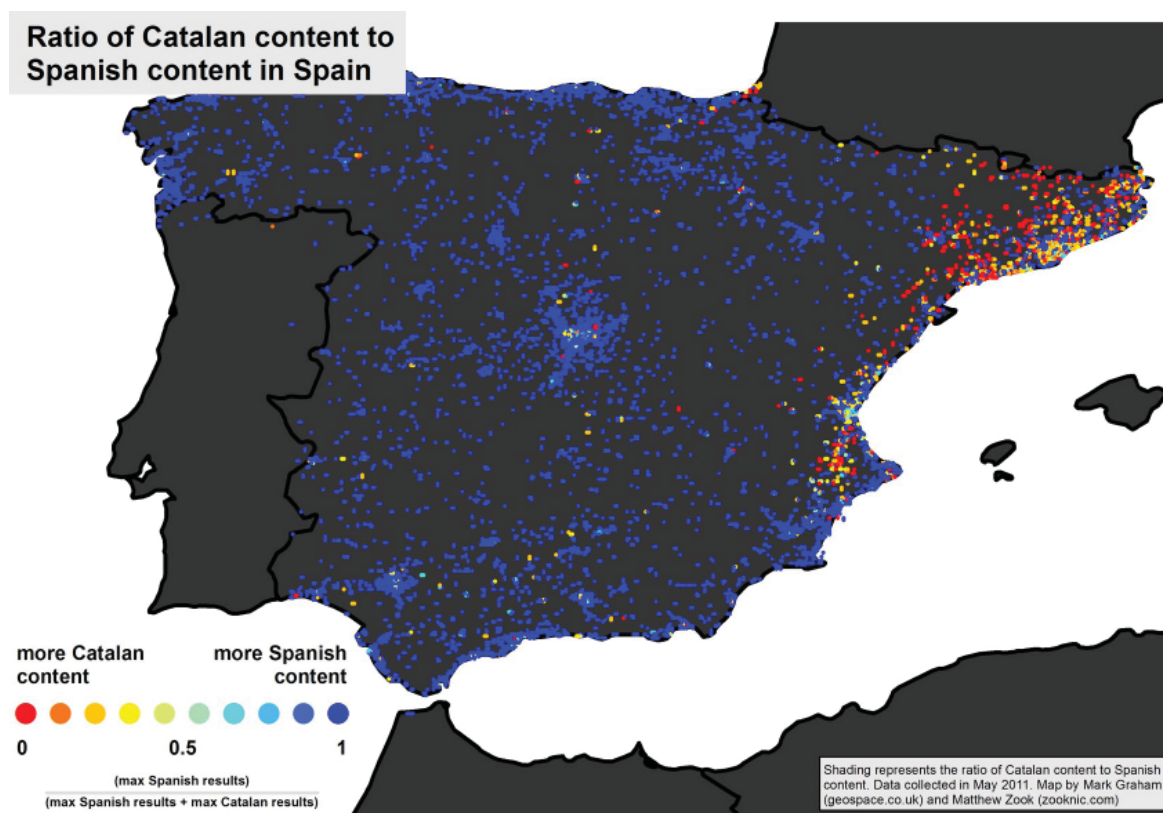 Ratio of Catalan content to
Spanish content in Spain
more Catalan
content
more Spanish
content
0
0.5
1
(max Spanish results)
(max Spanish results + max Catalan results)
Shading represents the ratio of Catalan content to Spanish
content. Data collected in May 2011. Map by Mark Graham
(geospace.co.uk) and Matthew Zook (zooknic.com)